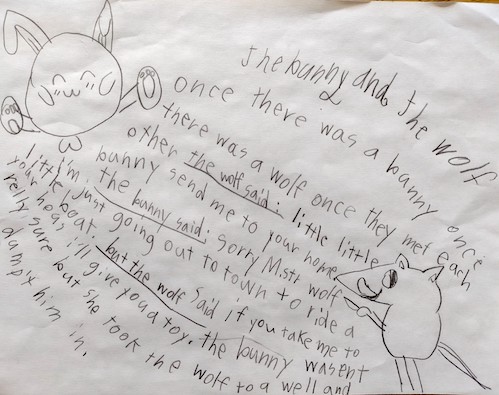 The bunny and the wolf
once there was a bunny once
there was a wolf once they met each
other the wolf said: little little
bunny send me to your home
the bunny said: sorry Mistr wolf
I'm just going out to town to ride a
little boat. but the wolf said if you take me to
your hous i'll give you a toy. the bunny wasent
rely sure but she took the wolf to a well and
dampt him in.